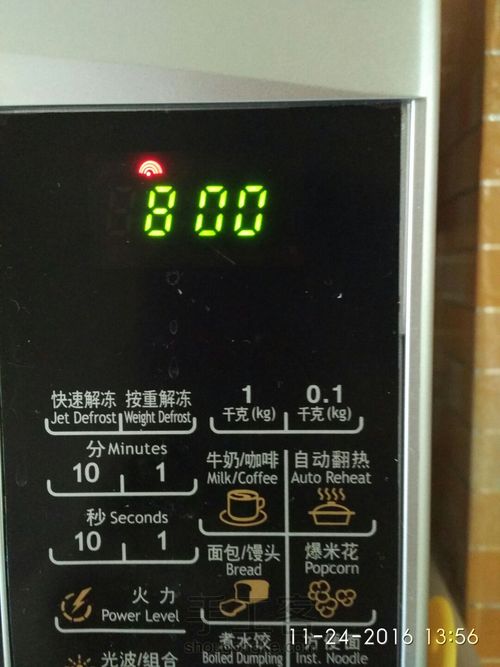 800
快速解冻 按重解冻
Jet Defrost Weight Defrost
1 0.1
千克(kg) 千克(kg)
分 Minutes
10 1
牛奶/咖啡 自动翻热
Milk/Coffee Auto Reheat
秒 Seconds
10 1
面包/馒头 爆米花
Bread Popcorn
火力
Power Level
煮水饺 方便面
Boiled Dumpling Inst. Noodle
光波/组合
11-24-2016 13:56